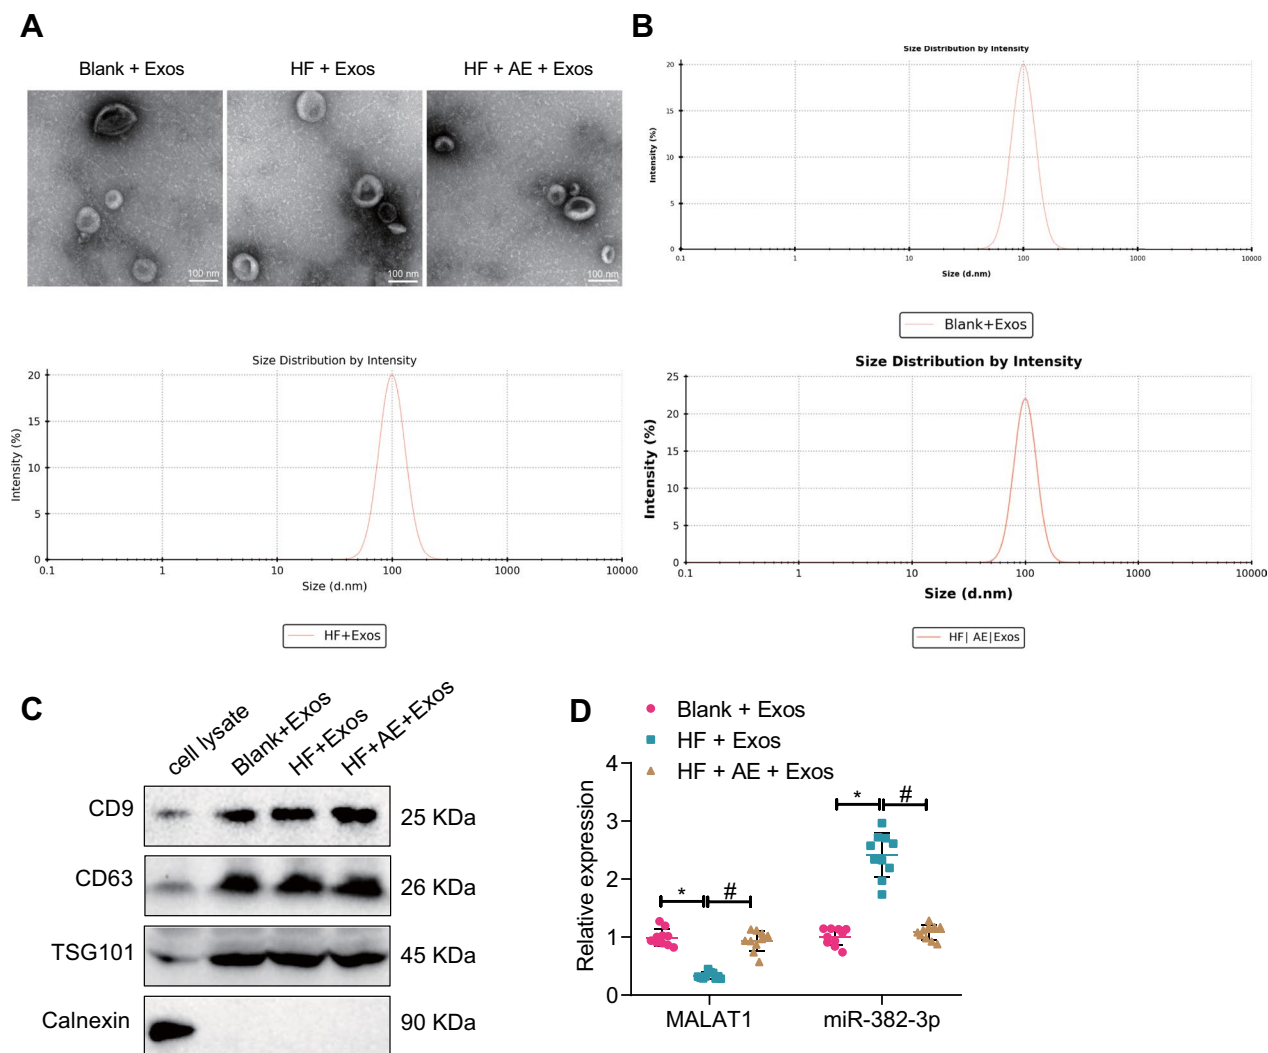 A
Blank + Exos
HF + Exos
HF + AE + Exos
100 nm
100 nm
100 nm
B
Size Distribution by Intensity
Intensity (%)
20
15
10
5
0
0.1
1
10
100
1000
10000
Size (d.nm)
Blank+Exos
Size Distribution by Intensity
Intensity (%)
20
15
10
5
0
0.1
1
10
100
1000
10000
Size (d.nm)
HF+Exos
Size Distribution by Intensity
Intensity (%)
25
20
15
10
5
0
0.1
1
10
100
1000
10000
Size (d.nm)
HF| AE|Exos
C
cell lysate
Blank+Exos
HF+Exos
HF+AE+Exos
CD9
25 KDa
CD63
26 KDa
TSG101
45 KDa
Calnexin
90 KDa
D
Blank + Exos
HF + Exos
HF + AE + Exos
Relative expression
4
3
2
1
0
* #
* #
MALAT1
miR-382-3p